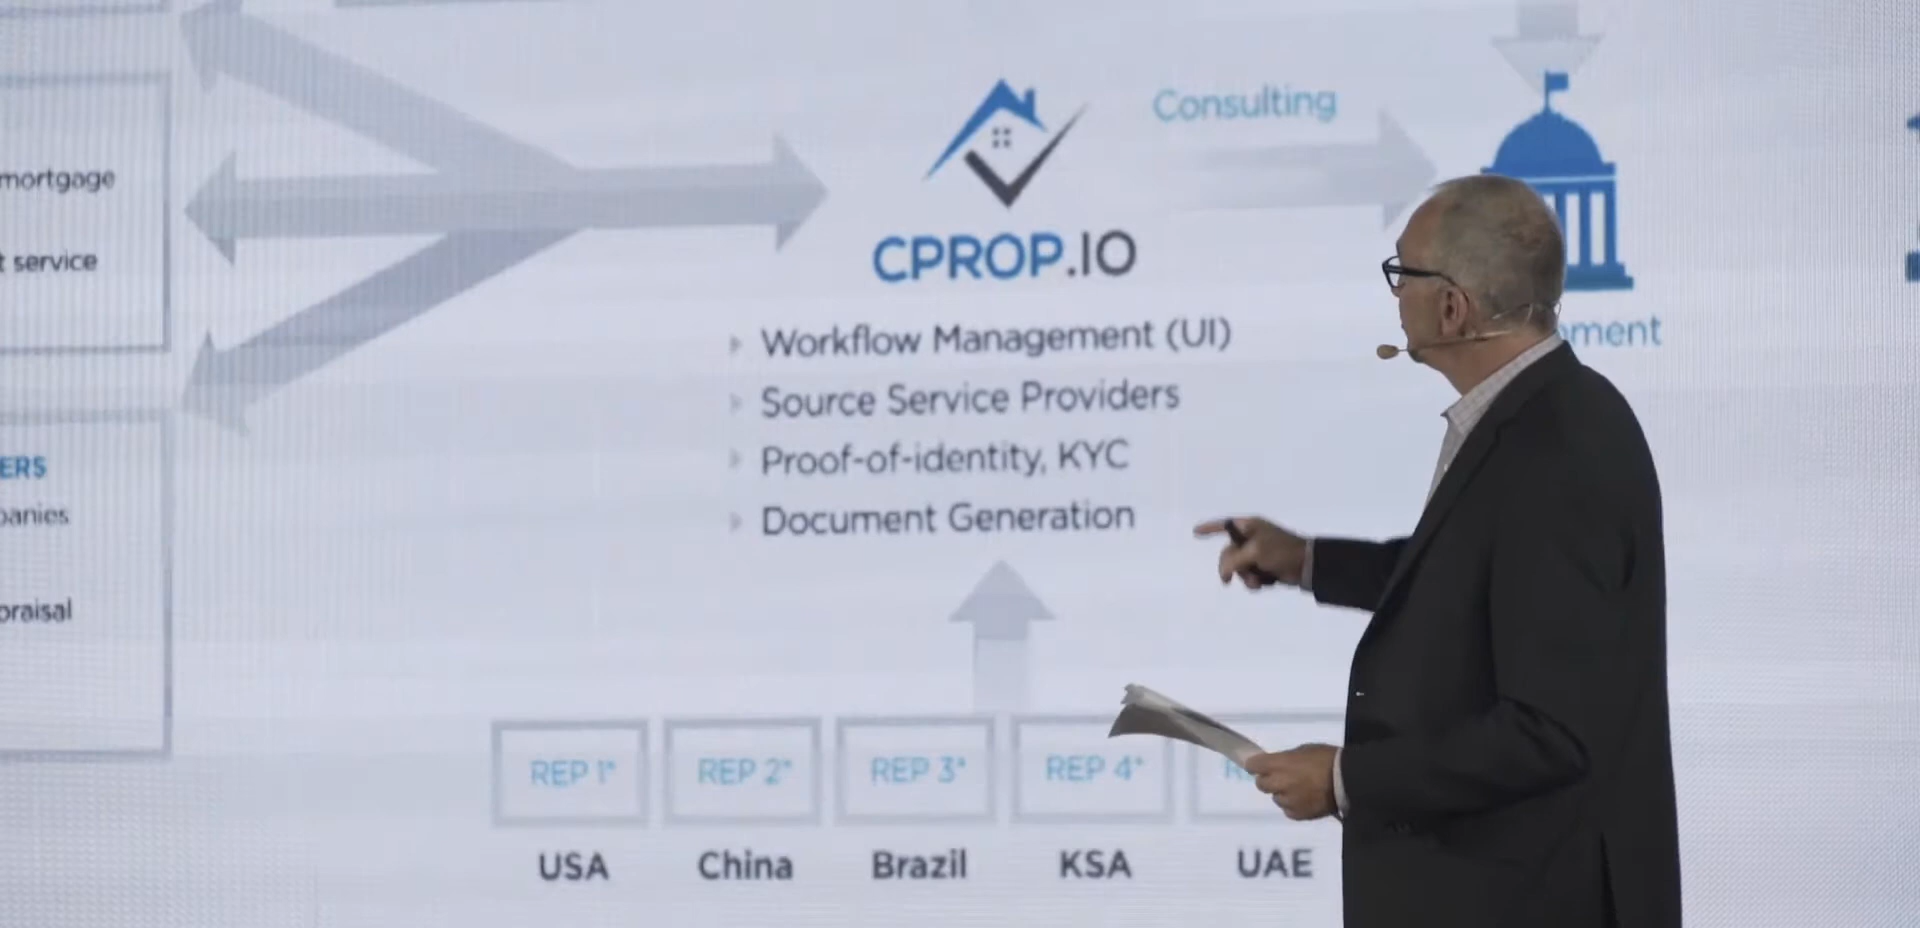 mortgage
t service
ERS
panies
praisal
Consulting
CPROP.IO
Workflow Management (UI)
Source Service Providers
Proof-of-identity, KYC
Document Generation
ment
REP 1*
REP 2*
REP 3*
REP 4*
USA
China
Brazil
KSA
UAE